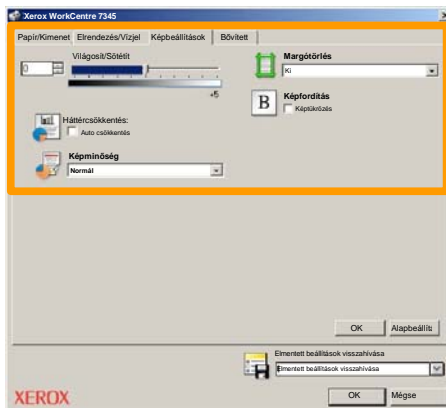 Xerox WorkCentre 7345
Papír/Kimenet Elrendezés/Vízjel Képbeállítások Bővített
Világosít/Sötétít
0
+5
Margótörlés
Ki
Háttércsökkentés:
Auto csökkentés
B
Képfordítás
Képtükrözés
Képminőség
Normál
OK Alapbeállíts
Elmentett beállítások visszahívása
Elmentett beállítások visszahívása
XEROX
OK Mégse